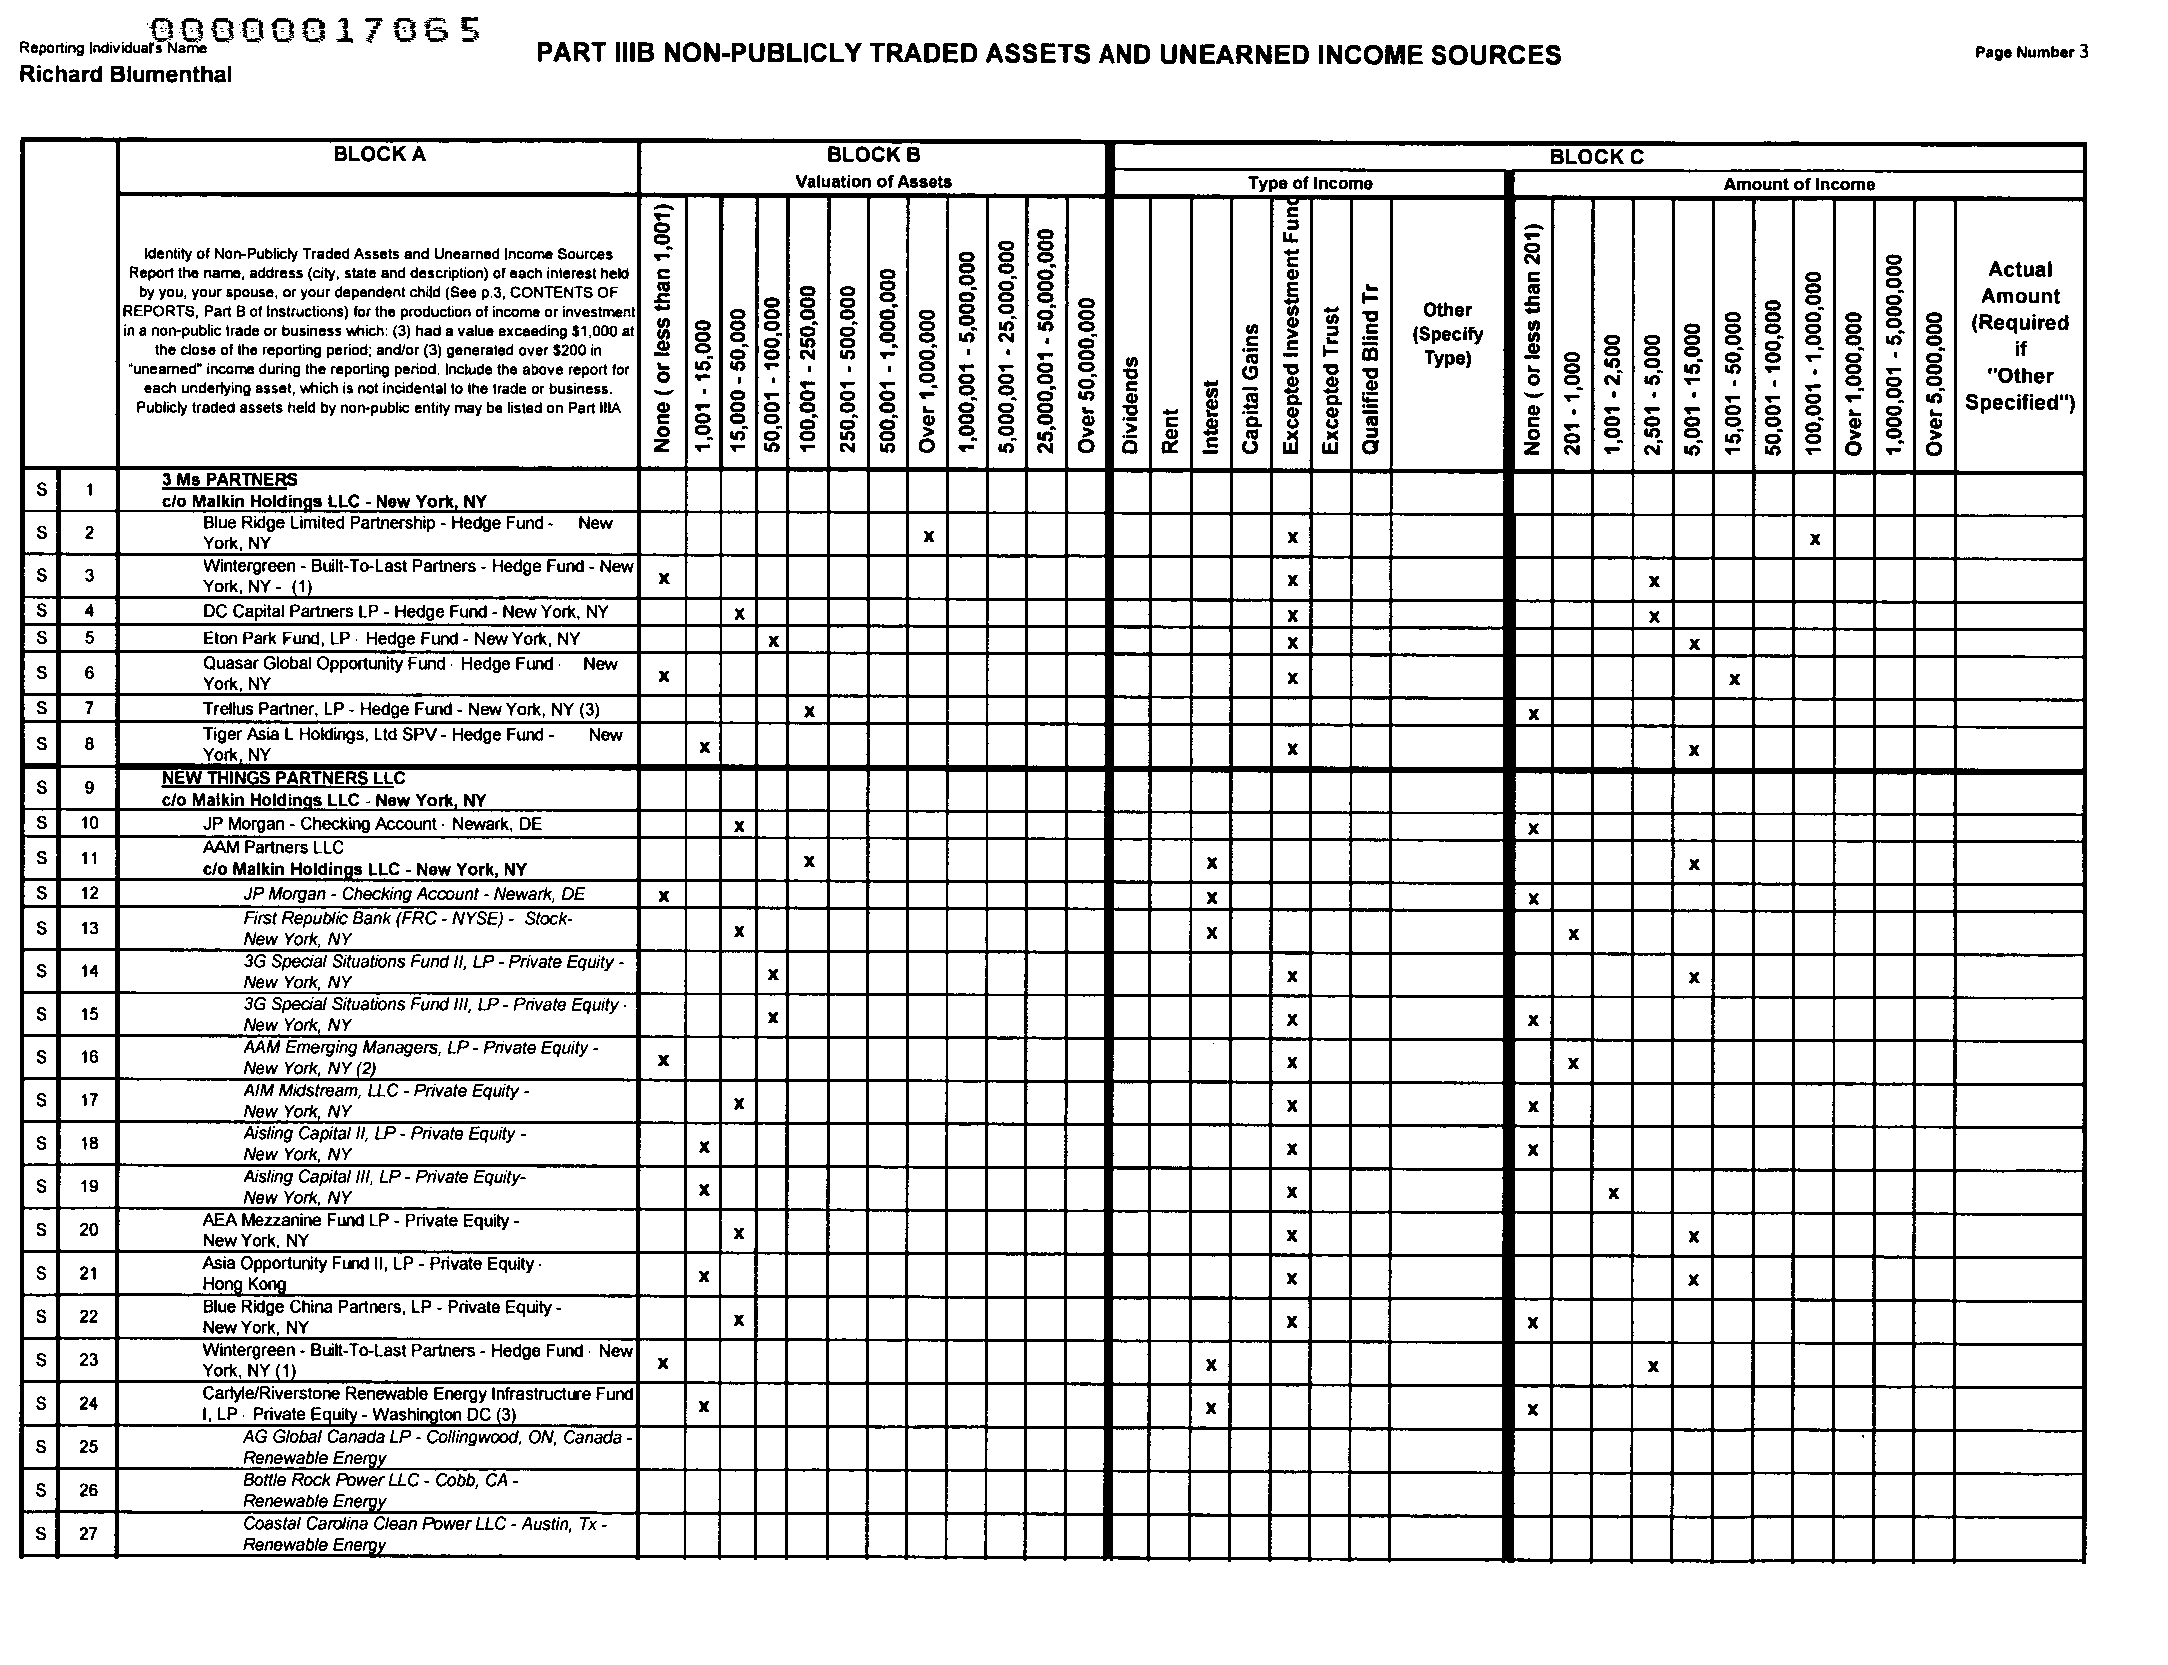 00000017065
Reporting Individual's Name
Richard Blumenthal
PART IIIB NON-PUBLICLY TRADED ASSETS AND UNEARNED INCOME SOURCES
Page Number 3
BLOCK A
BLOCK B
BLOCK C
Valuation of Assets
Type of Income
Amount of Income
Identity of Non-Publicly Traded Assets and Unearned Income Sources
Report the name, address (city, state and description) of each interest held
by you, your spouse, or your dependent child (See p.3, CONTENTS OF
REPORTS, Part B of Instructions) for the production of income or investment
in a non-public trade or business which: (3) had a value exceeding $1,000 at
the close of the reporting period; and/or (3) generated over $200 in
"unearned" income during the reporting period. Include the above report for
each underlying asset, which is not incidental to the trade or business.
Publicly traded assets held by non-public entity may be listed on Part IIIA
None ( or less than 1,001)
1,001 - 15,000
15,000 - 50,000
50,001 - 100,000
100,001 - 250,000
250,001 - 500,000
500,001 - 1,000,000
Over 1,000,000
1,000,001 - 5,000,000
5,000,001 - 25,000,000
25,000,001 - 50,000,000
Over 50,000,000
Dividends
Rent
Interest
Capital Gains
Excepted Investment Fund
Excepted Trust
Qualified Blind Tr
Other
(Specify
Type)
None ( or less than 201)
201 - 1,000
1,001 - 2,500
2,501 - 5,000
5,001 - 15,000
15,001 - 50,000
50,001 - 100,000
100,001 - 1,000,000
Over 1,000,000
1,000,001 - 5,000,000
Over 5,000,000
Actual
Amount
(Required
if
"Other
Specified")
S 1 3 Ms PARTNERS
c/o Malkin Holdings LLC - New York, NY
S 2 Blue Ridge Limited Partnership - Hedge Fund - New
York, NY x x x
S 3 Wintergreen - Built-To-Last Partners - Hedge Fund - New
York, NY - (1) x x x
S 4 DC Capital Partners LP - Hedge Fund - New York, NY x x x
S 5 Eton Park Fund, LP - Hedge Fund - New York, NY x x x
S 6 Quasar Global Opportunity Fund - Hedge Fund - New
York, NY x x x
S 7 Trellus Partner, LP - Hedge Fund - New York, NY (3) x x
S 8 Tiger Asia L Holdings, Ltd SPV - Hedge Fund - New
York, NY x x x
S 9 NEW THINGS PARTNERS LLC
c/o Malkin Holdings LLC - New York, NY
S 10 JP Morgan - Checking Account - Newark, DE x x
S 11 AAM Partners LLC
c/o Malkin Holdings LLC - New York, NY x x x
S 12 JP Morgan - Checking Account - Newark, DE x x x
S 13 First Republic Bank (FRC - NYSE) - Stock-
New York, NY x x x
S 14 3G Special Situations Fund II, LP - Private Equity -
New York, NY x x x
S 15 3G Special Situations Fund III, LP - Private Equity -
New York, NY x x x
S 16 AAM Emerging Managers, LP - Private Equity -
New York, NY (2) x x x
S 17 AIM Midstream, LLC - Private Equity -
New York, NY x x x
S 18 Aisling Capital II, LP - Private Equity -
New York, NY x x x
S 19 Aisling Capital III, LP - Private Equity-
New York, NY x x x
S 20 AEA Mezzanine Fund LP - Private Equity -
New York, NY x x x
S 21 Asia Opportunity Fund II, LP - Private Equity -
Hong Kong x x x
S 22 Blue Ridge China Partners, LP - Private Equity -
New York, NY x x x
S 23 Wintergreen - Built-To-Last Partners - Hedge Fund - New
York, NY (1) x x x
S 24 Carlyle/Riverstone Renewable Energy Infrastructure Fund
I, LP - Private Equity - Washington DC (3) x x x
S 25 AG Global Canada LP - Collingwood, ON, Canada -
Renewable Energy
S 26 Bottle Rock Power LLC - Cobb, CA -
Renewable Energy
S 27 Coastal Carolina Clean Power LLC - Austin, Tx -
Renewable Energy